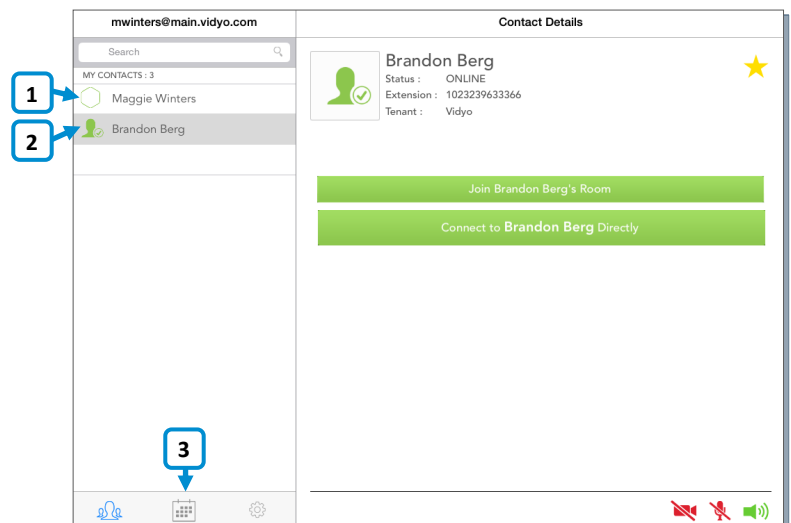 mwinters@main.vidyo.com
Contact Details
Search
MY CONTACTS : 3
1
Maggie Winters
2
Brandon Berg
Brandon Berg
Status : ONLINE
Extension : 1023239633366
Tenant : Vidyo
Join Brandon Berg's Room
Connect to Brandon Berg Directly
3